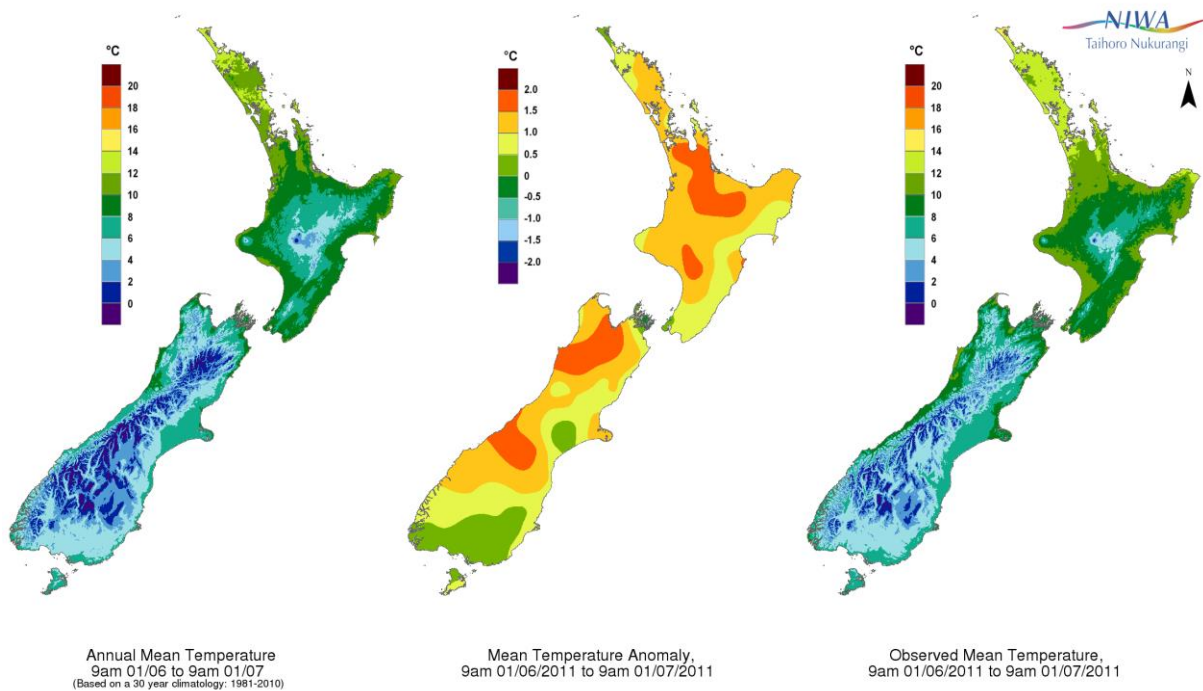 NIWA
Taihoro Nukurangi
N
°C
20
18
16
14
12
10
8
6
4
2
0
°C
2.0
1.5
1.0
0.5
0
-0.5
-1.0
-1.5
-2.0
°C
20
18
16
14
12
10
8
6
4
2
0
Annual Mean Temperature
9am 01/06 to 9am 01/07
(Based on a 30 year climatology: 1981-2010)
Mean Temperature Anomaly,
9am 01/06/2011 to 9am 01/07/2011
Observed Mean Temperature,
9am 01/06/2011 to 9am 01/07/2011